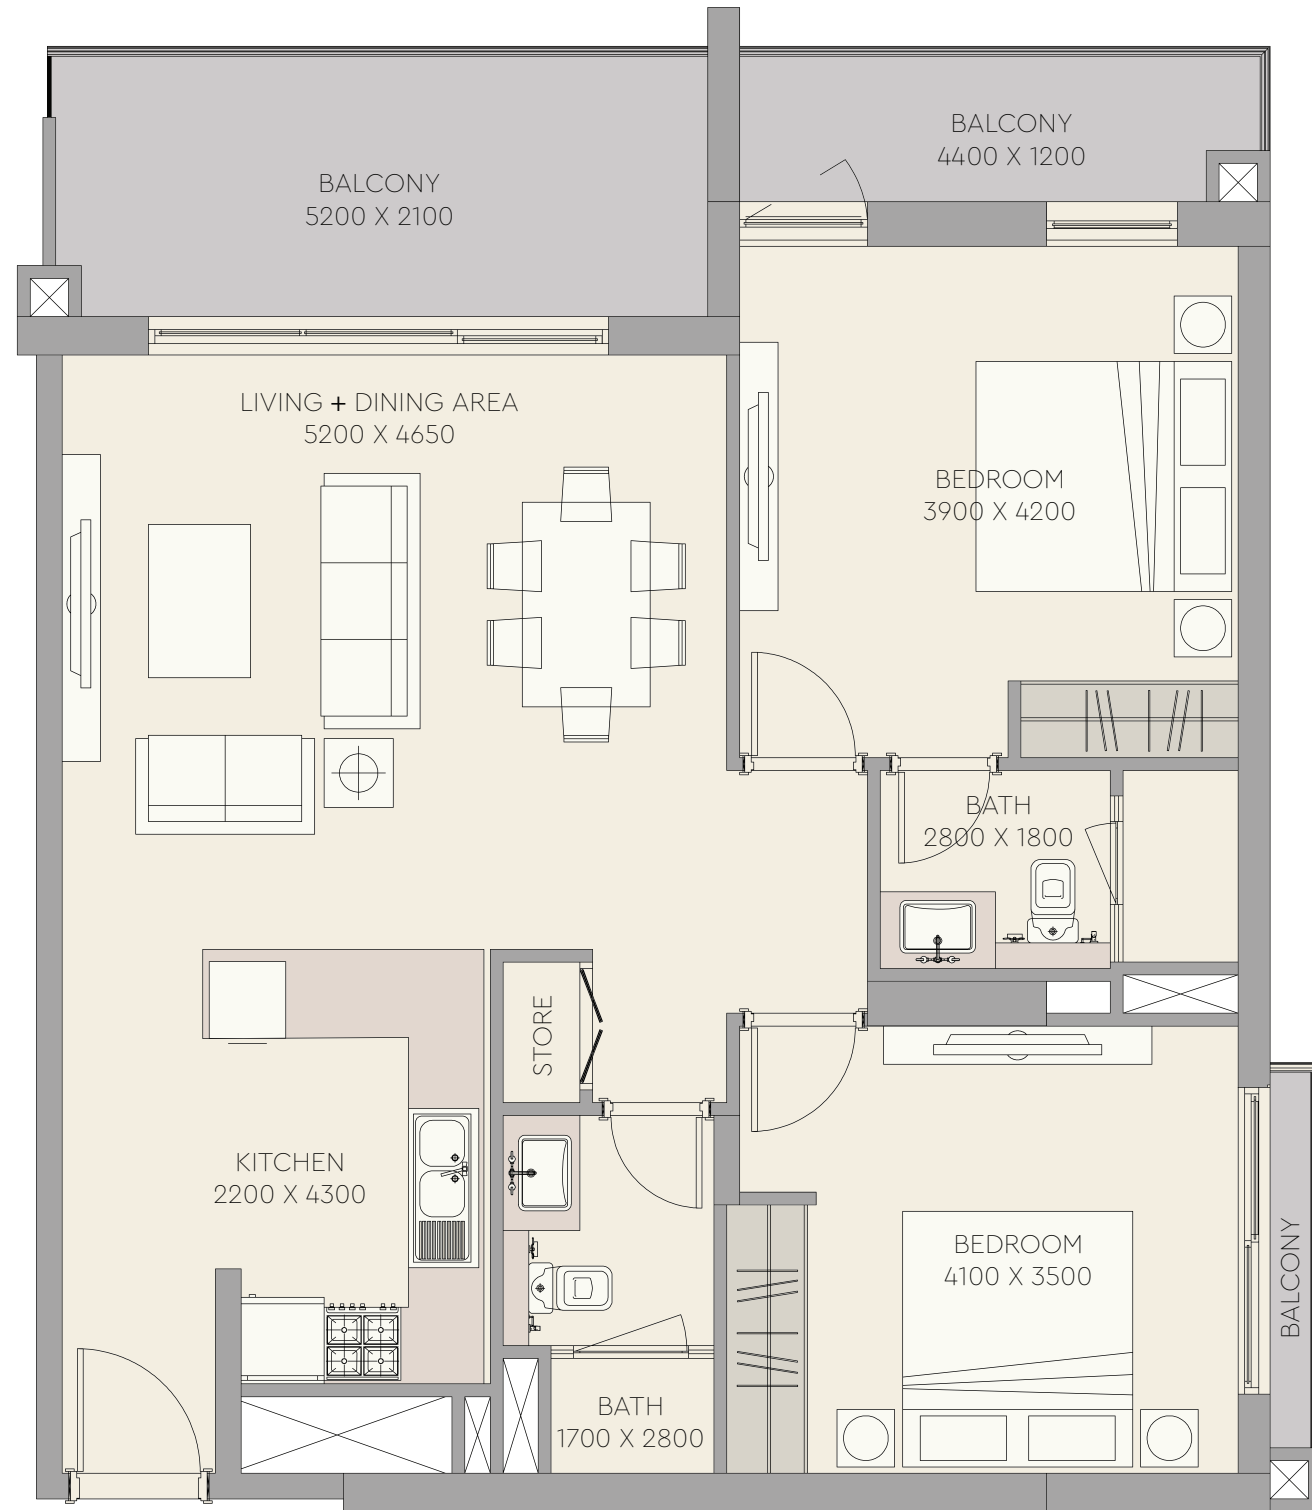 BALCONY
5200 X 2100
BALCONY
4400 X 1200
LIVING + DINING AREA
5200 X 4650
BEDROOM
3900 X 4200
BATH
2800 X 1800
STORE
KITCHEN
2200 X 4300
BEDROOM
4100 X 3500
BALCONY
BATH
1700 X 2800